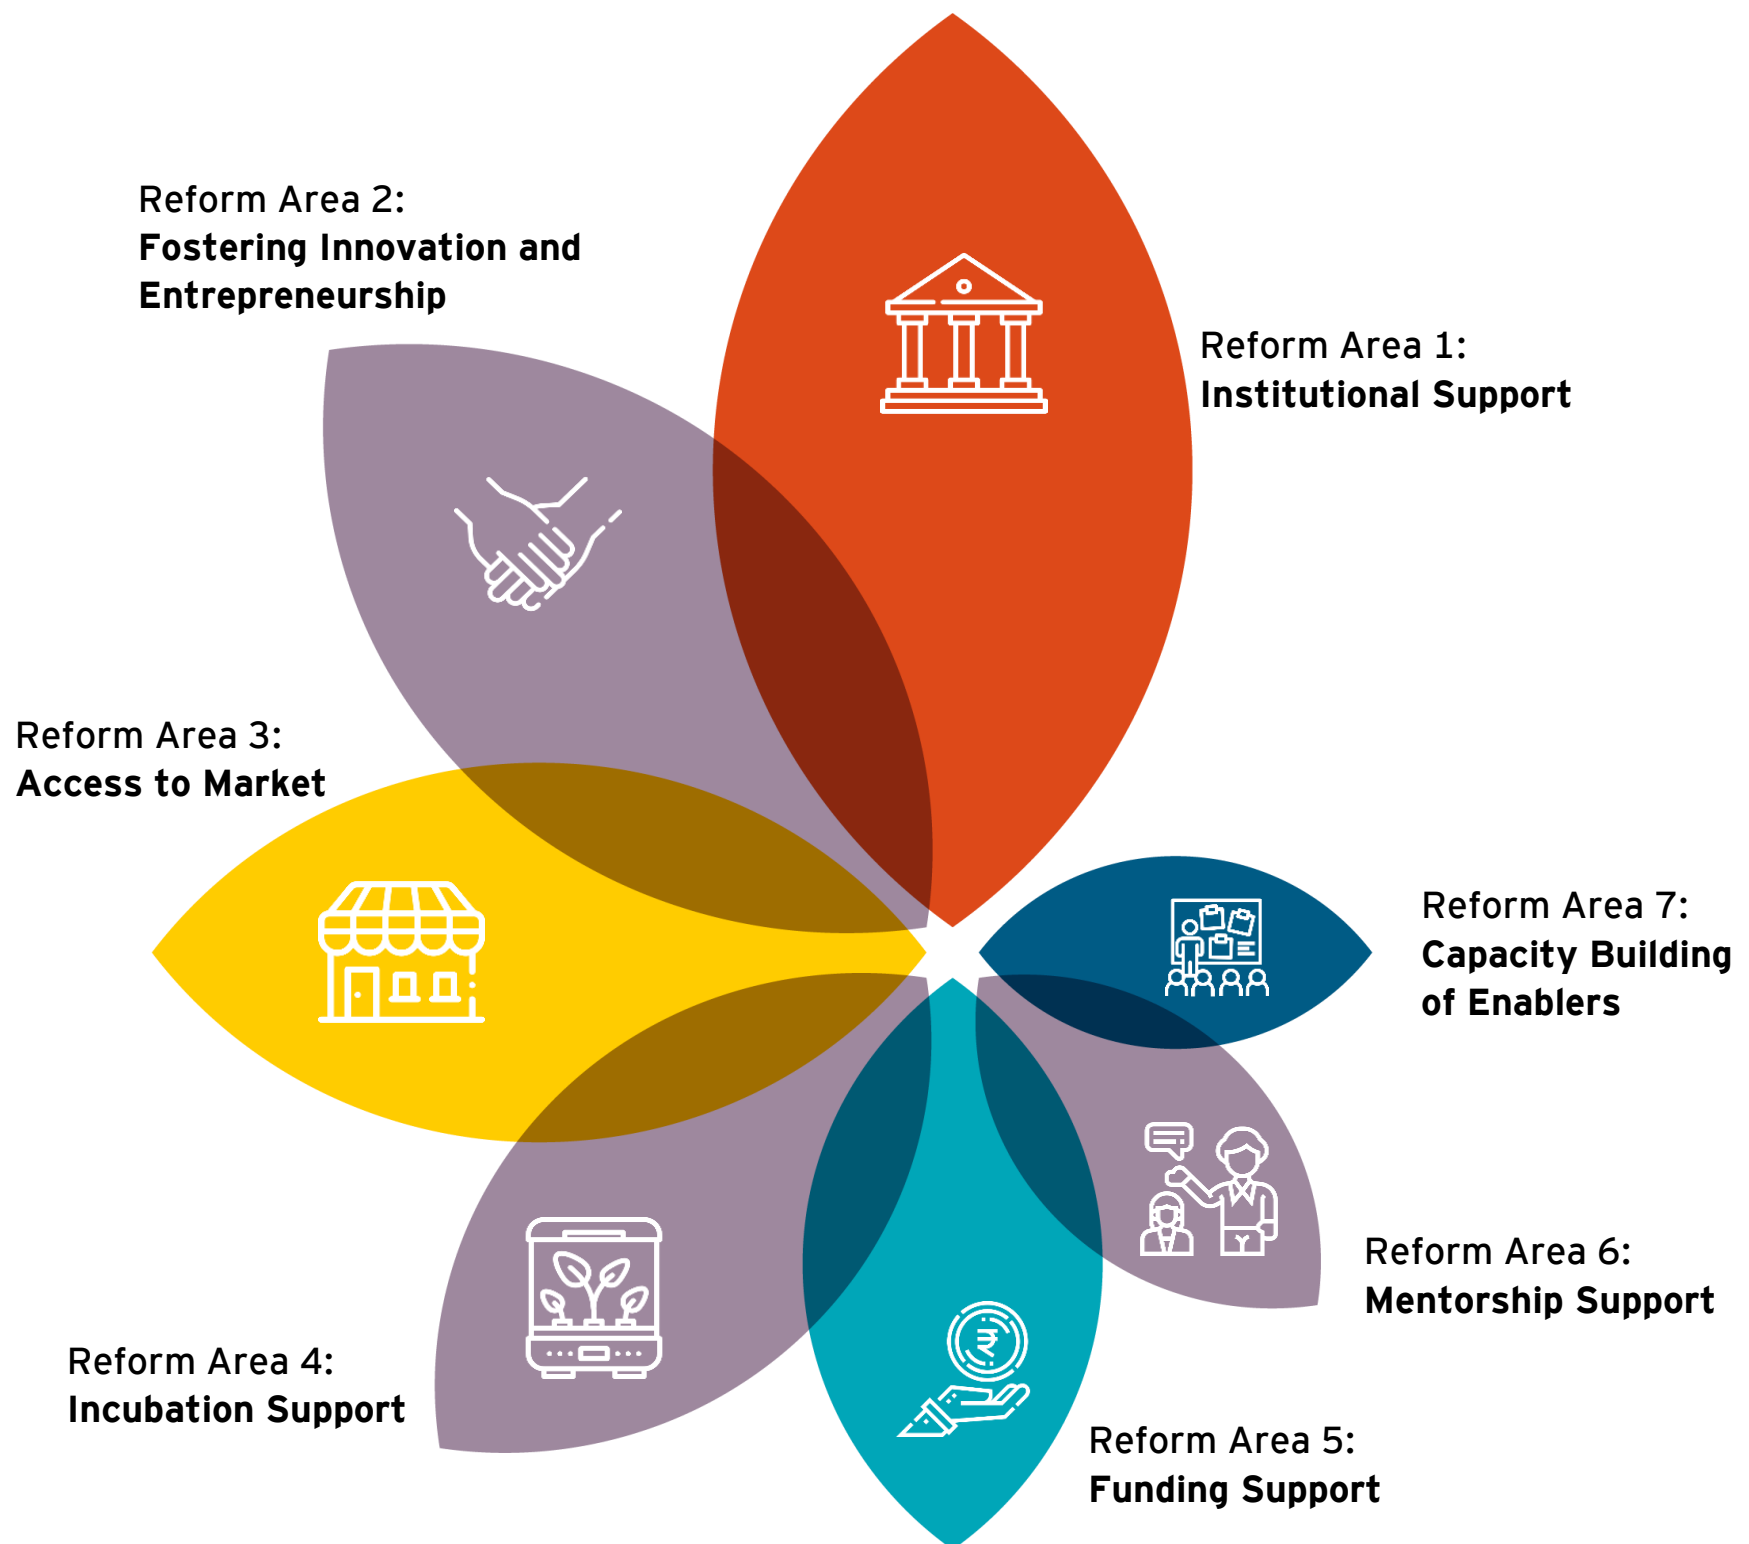 Reform Area 1:
Institutional Support
Reform Area 2:
Fostering Innovation and
Entrepreneurship
Reform Area 3:
Access to Market
Reform Area 4:
Incubation Support
Reform Area 5:
Funding Support
₹
Reform Area 6:
Mentorship Support
Reform Area 7:
Capacity Building
of Enablers